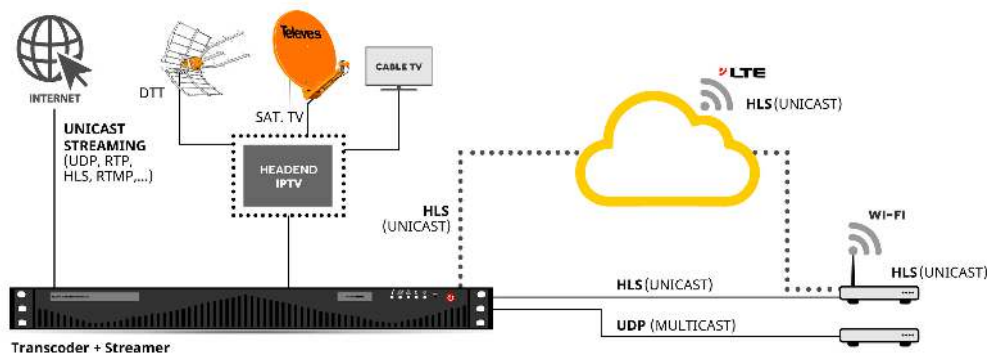 INTERNET
UNICAST
STREAMING
(UDP, RTP,
HLS, RTMP,...)
DTT
Televes
SAT. TV
CABLE TV
HEADEND
IPTV
HLS
(UNICAST)
LTE
HLS (UNICAST)
WI-FI
HLS (UNICAST)
HLS (UNICAST)
UDP (MULTICAST)
Transcoder + Streamer